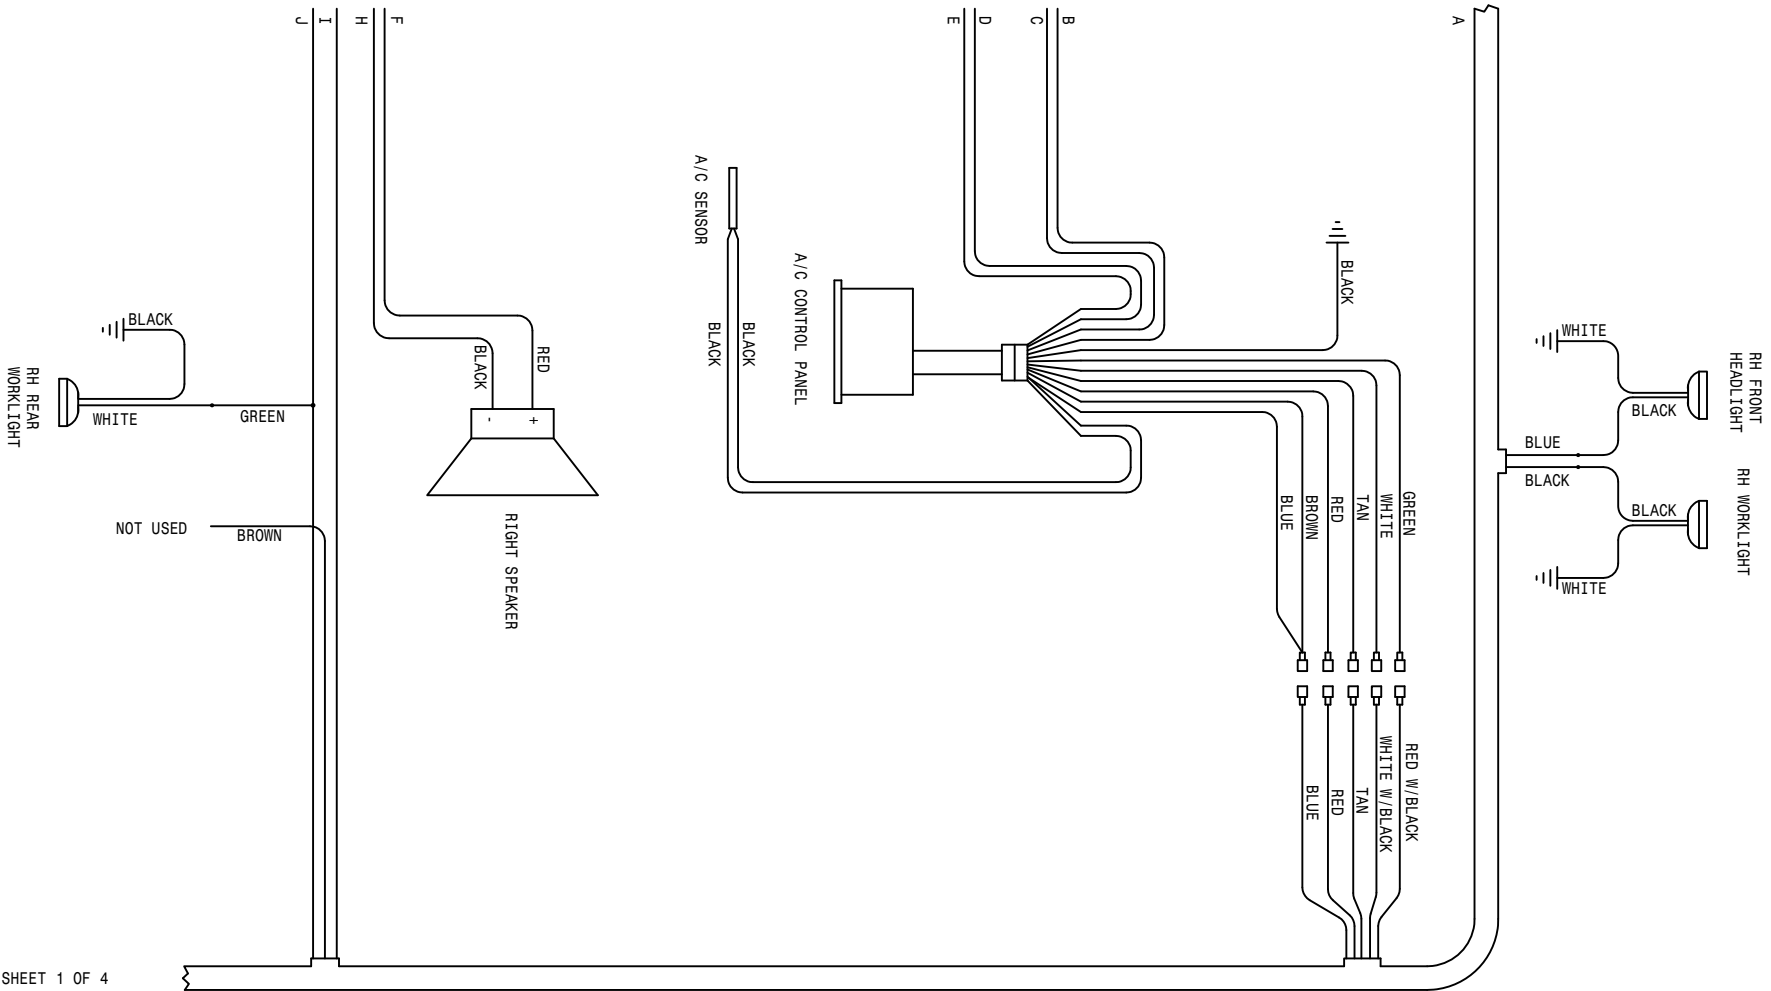 J
I
H
F
E
D
C
B
A
A/C SENSOR
BLACK
BLACK
A/C CONTROL PANEL
BLACK
WHITE
RH FRONT
HEADLIGHT
BLACK
BLUE
BLACK
RH WORKLIGHT
BLACK
WHITE
BLACK
RH REAR
WORKLIGHT
WHITE
GREEN
BLACK
RED
-
+
RIGHT SPEAKER
NOT USED
BROWN
BLUE
BROWN
RED
TAN
WHITE
GREEN
BLUE
RED
TAN
WHITE W/BLACK
RED W/BLACK
SHEET 1 OF 4